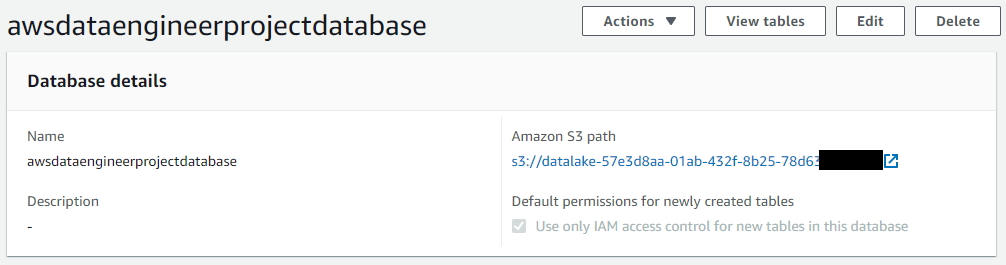 awsdataengineerprojectdatabase
Actions
View tables
Edit
Delete
Database details
Name
awsdataengineerprojectdatabase
Amazon S3 path
s3://datalake-57e3d8aa-01ab-432f-8b25-78d63
Description
-
Default permissions for newly created tables
Use only IAM access control for new tables in this database